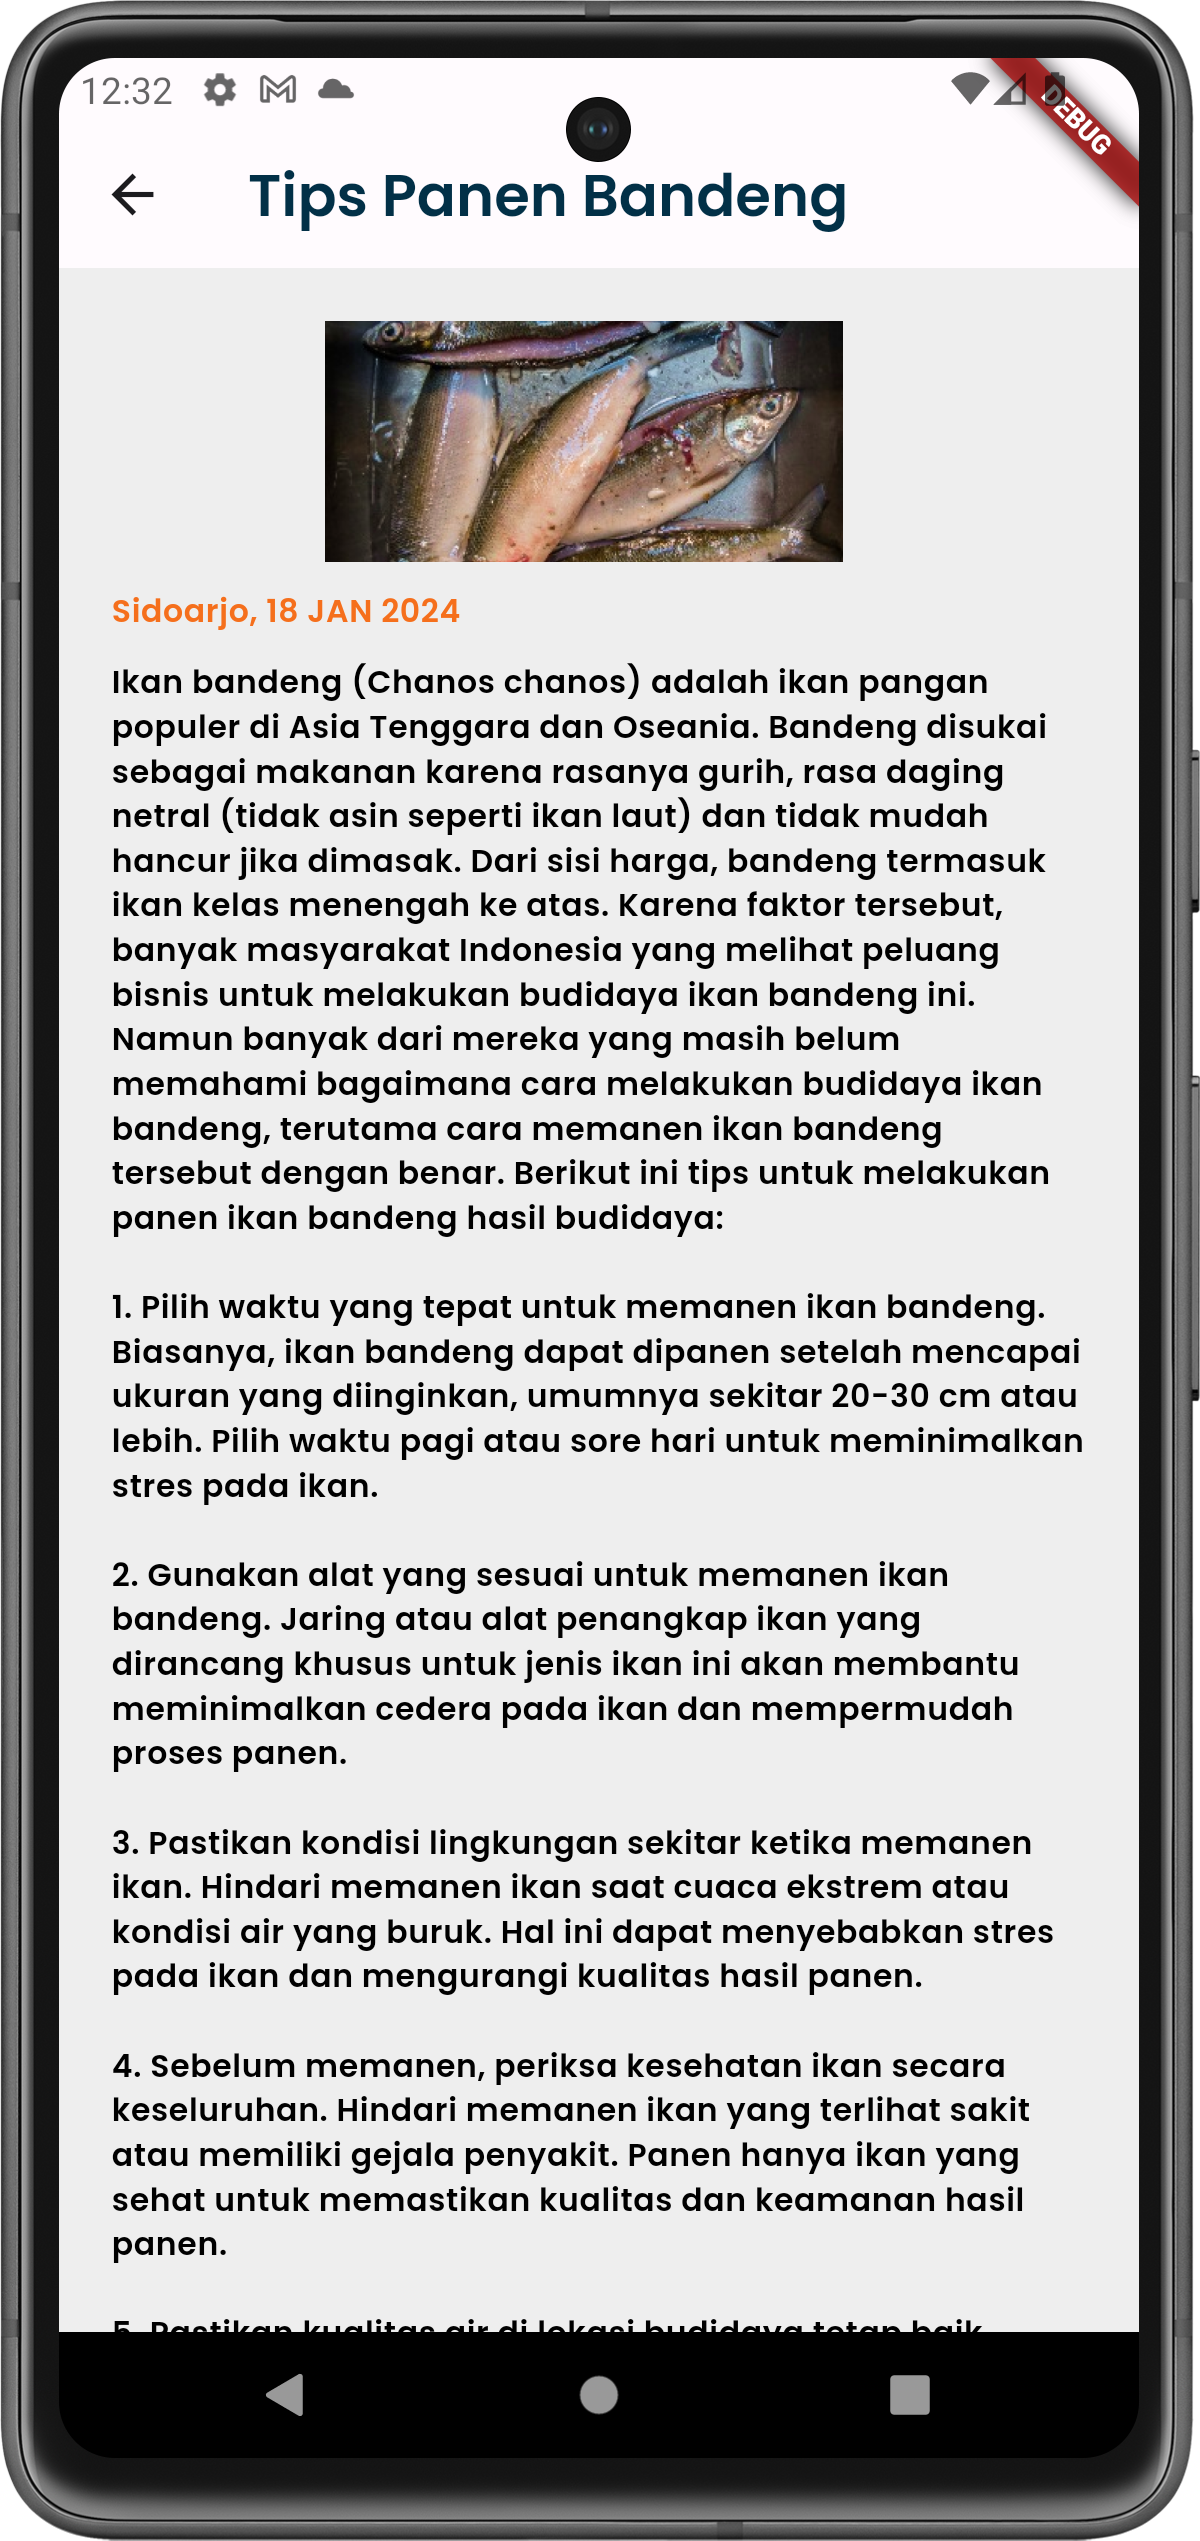 12:32
DEBUG
Tips Panen Bandeng
Sidoarjo, 18 JAN 2024
Ikan bandeng (Chanos chanos) adalah ikan pangan
populer di Asia Tenggara dan Oseania. Bandeng disukai
sebagai makanan karena rasanya gurih, rasa daging
netral (tidak asin seperti ikan laut) dan tidak mudah
hancur jika dimasak. Dari sisi harga, bandeng termasuk
ikan kelas menengah ke atas. Karena faktor tersebut,
banyak masyarakat Indonesia yang melihat peluang
bisnis untuk melakukan budidaya ikan bandeng ini.
Namun banyak dari mereka yang masih belum
memahami bagaimana cara melakukan budidaya ikan
bandeng, terutama cara memanen ikan bandeng
tersebut dengan benar. Berikut ini tips untuk melakukan
panen ikan bandeng hasil budidaya:
1. Pilih waktu yang tepat untuk memanen ikan bandeng.
Biasanya, ikan bandeng dapat dipanen setelah mencapai
ukuran yang diinginkan, umumnya sekitar 20-30 cm atau
lebih. Pilih waktu pagi atau sore hari untuk meminimalkan
stres pada ikan.
2. Gunakan alat yang sesuai untuk memanen ikan
bandeng. Jaring atau alat penangkap ikan yang
dirancang khusus untuk jenis ikan ini akan membantu
meminimalkan cedera pada ikan dan mempermudah
proses panen.
3. Pastikan kondisi lingkungan sekitar ketika memanen
ikan. Hindari memanen ikan saat cuaca ekstrem atau
kondisi air yang buruk. Hal ini dapat menyebabkan stres
pada ikan dan mengurangi kualitas hasil panen.
4. Sebelum memanen, periksa kesehatan ikan secara
keseluruhan. Hindari memanen ikan yang terlihat sakit
atau memiliki gejala penyakit. Panen hanya ikan yang
sehat untuk memastikan kualitas dan keamanan hasil
panen.
5. Pastikan kualitas air di lokasi budidaya tetap baik